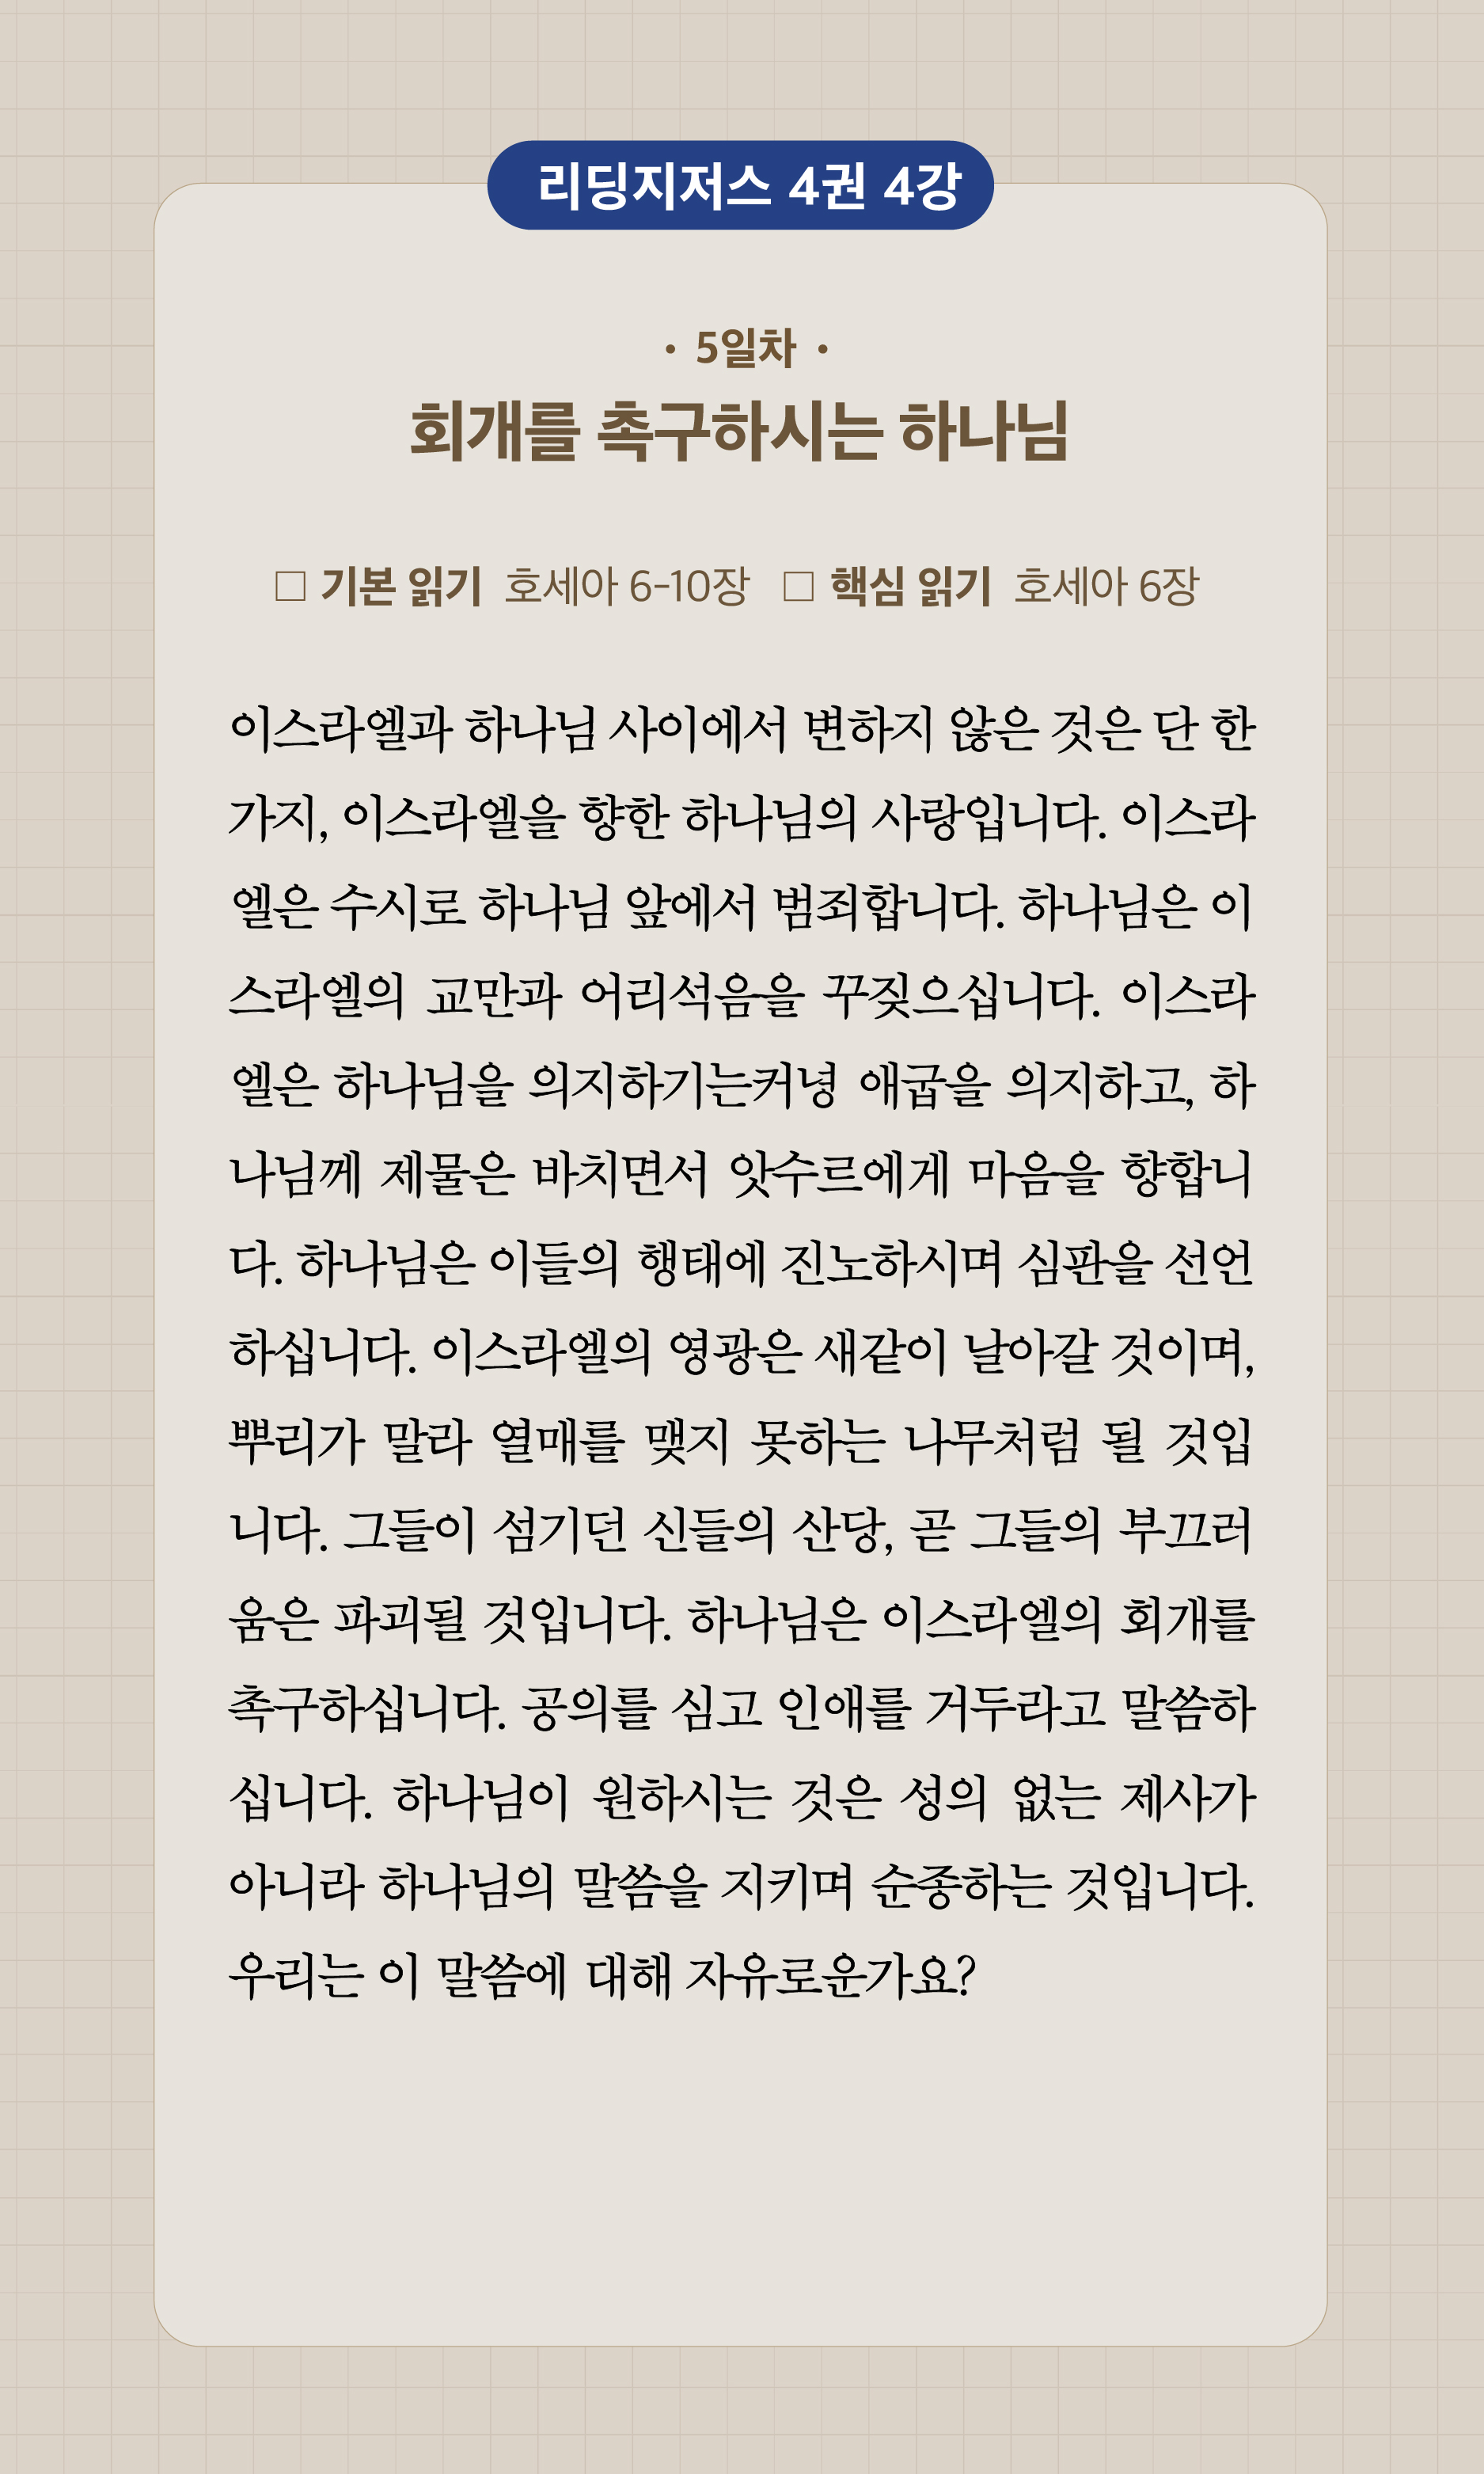 리딩지저스 4권 4강
· 5일차 ·
회개를 촉구하시는 하나님
□ 기본 읽기 호세아 6-10장 □ 핵심 읽기 호세아 6장
이스라엘과 하나님 사이에서 변하지 않은 것은 단 한
가지, 이스라엘을 향한 하나님의 사랑입니다. 이스라
엘은 수시로 하나님 앞에서 범죄합니다. 하나님은 이
스라엘의 교만과 어리석음을 꾸짖으십니다. 이스라
엘은 하나님을 의지하기는커녕 애굽을 의지하고, 하
나님께 제물은 바치면서 앗수르에게 마음을 향합니
다. 하나님은 이들의 행태에 진노하시며 심판을 선언
하십니다. 이스라엘의 영광은 새같이 날아갈 것이며,
뿌리가 말라 열매를 맺지 못하는 나무처럼 될 것입
니다. 그들이 섬기던 신들의 산당, 곧 그들의 부끄러
움은 파괴될 것입니다. 하나님은 이스라엘의 회개를
촉구하십니다. 공의를 심고 인애를 거두라고 말씀하
십니다. 하나님이 원하시는 것은 성의 없는 제사가
아니라 하나님의 말씀을 지키며 순종하는 것입니다.
우리는 이 말씀에 대해 자유로운가요?